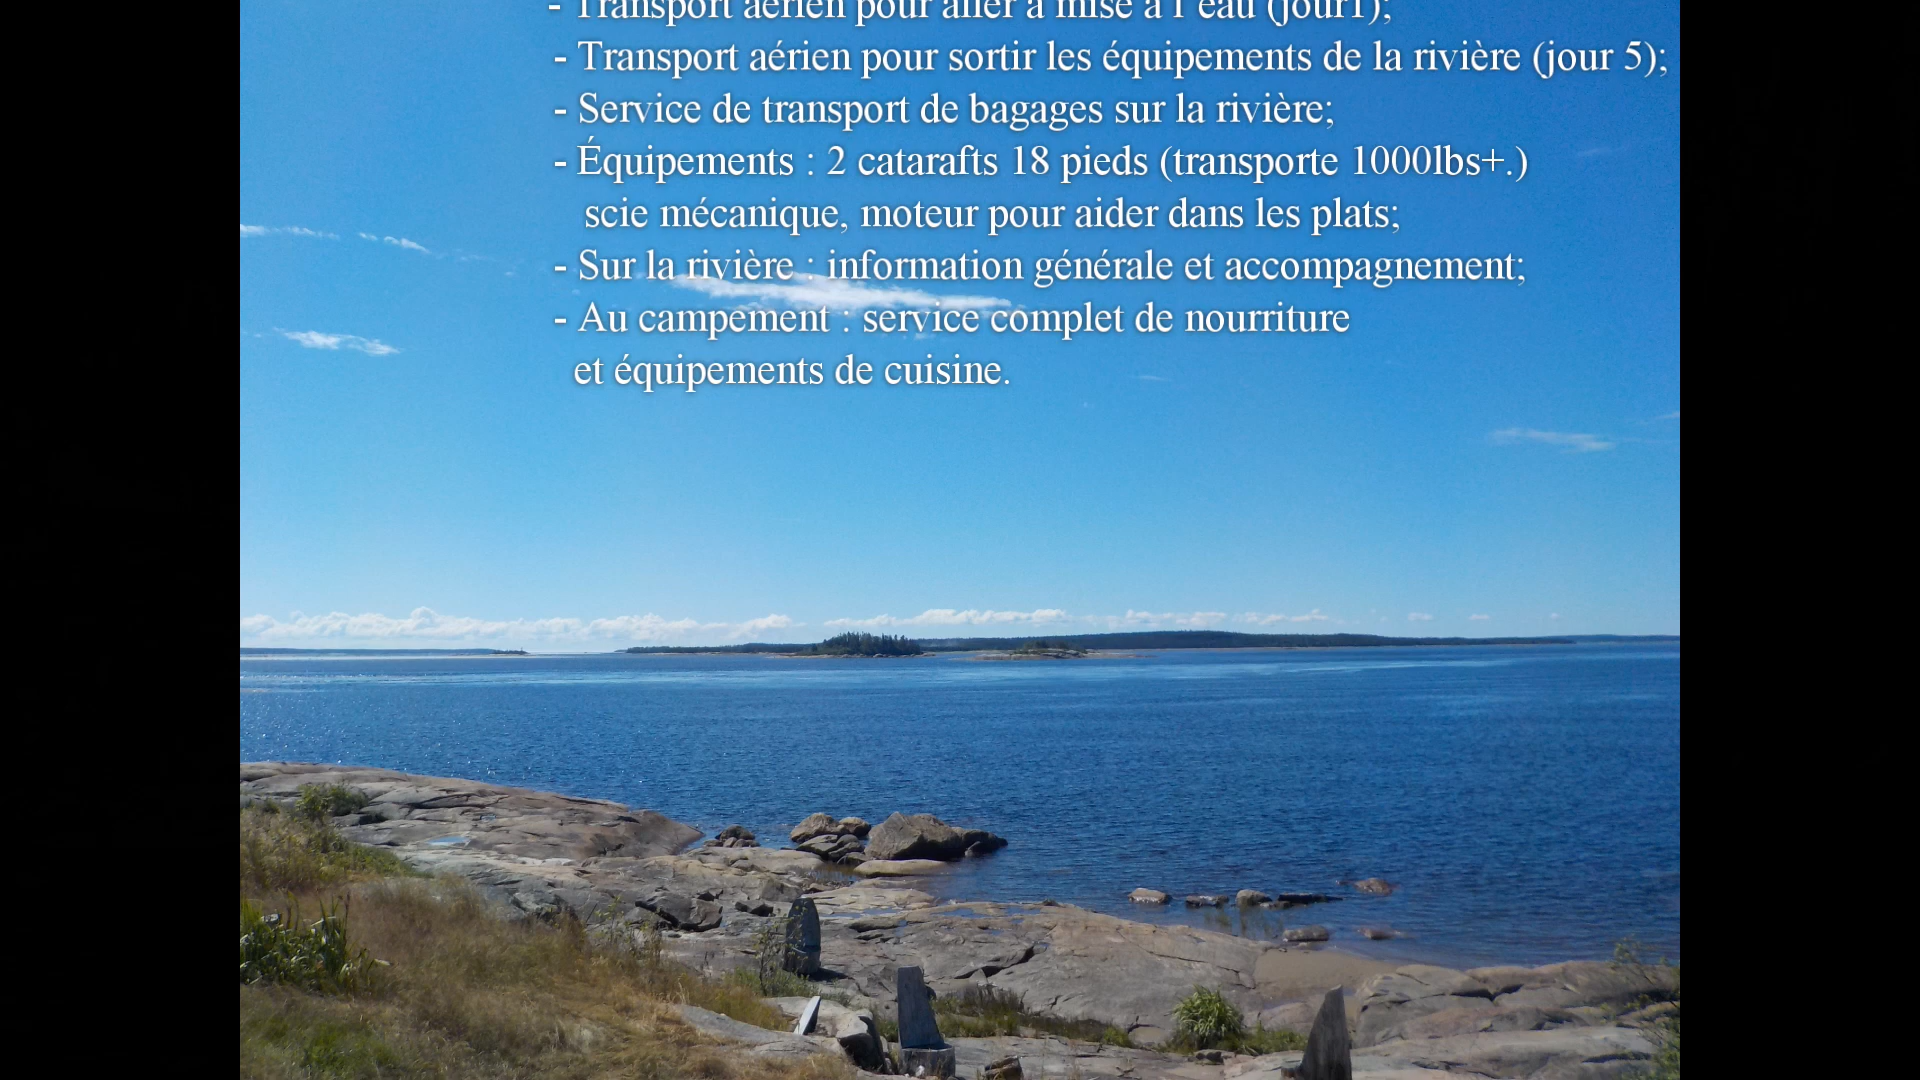 - Transport aérien pour aller à mise à l'eau (jour1);
- Transport aérien pour sortir les équipements de la rivière (jour 5);
- Service de transport de bagages sur la rivière;
- Équipements : 2 catarafts 18 pieds (transporte 1000lbs+.)
scie mécanique, moteur pour aider dans les plats;
- Sur la rivière : information générale et accompagnement;
- Au campement : service complet de nourriture
et équipements de cuisine.